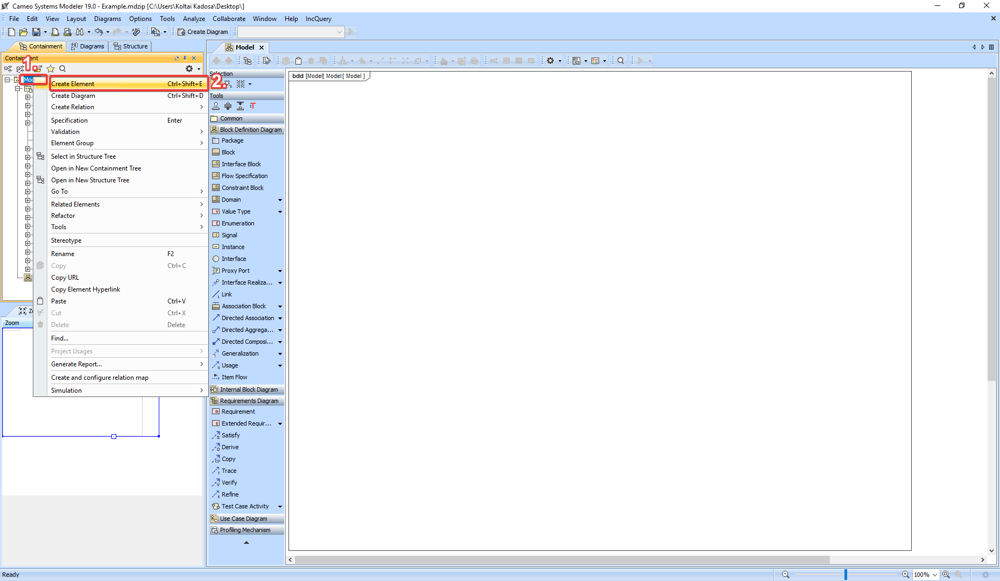 Cameo Systems Modeler 19.0 - Example.mdzip [C:\Users\Koltai Kadosa\Desktop\]
File Edit View Layout Diagrams Options Tools Analyze Collaborate Window Help IncQuery
Create Diagram
Containment Diagrams Structure
Containment
1.
Create Element Ctrl+Shift+E
2.
Create Diagram Ctrl+Shift+D
Create Relation
Specification Enter
Validation
Element Group
Select in Structure Tree
Open in New Containment Tree
Open in New Structure Tree
Go To
Related Elements
Refactor
Tools
Stereotype
Rename F2
Copy Ctrl+C
Copy URL
Copy Element Hyperlink
Paste Ctrl+V
Cut Ctrl+X
Delete Delete
Find...
Project Usages
Generate Report...
Create and configure relation map
Simulation
Zoom
Model
Selection
Tools
Common
Block Definition Diagram
Package
Block
Interface Block
Flow Specification
Constraint Block
Domain
Value Type
Enumeration
Signal
Instance
Interface
Proxy Port
Interface Realiza...
Link
Association Block
Directed Association
Directed Aggrega...
Directed Composi...
Generalization
Usage
Item Flow
Internal Block Diagram
Requirements Diagram
Requirement
Extended Requir...
Satisfy
Derive
Copy
Trace
Verify
Refine
Test Case Activity
Use Case Diagram
Profiling Mechanism
bdd [Model] Model[ Model ]
Ready
100%